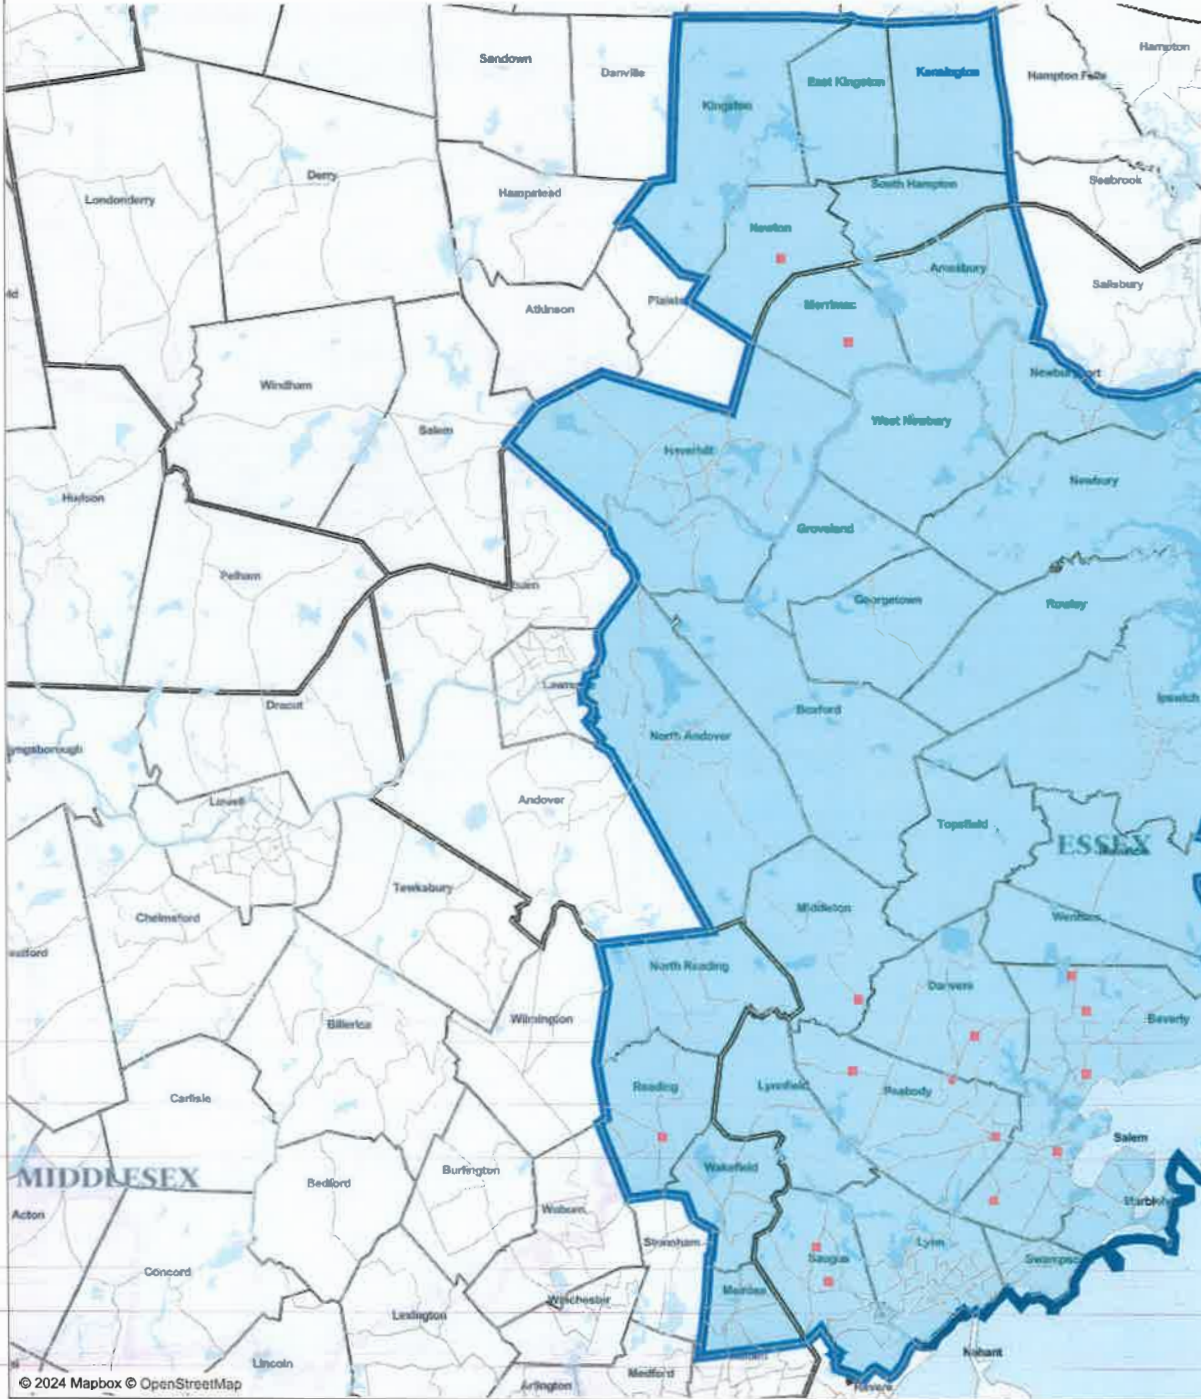 Hampton
Sandown
Danville
Kensington
Hampton Falls
East Kingston
Kingston
Derry
Seabrook
South Hampton
Hampstead
Londonderry
Newton
Amesbury
Salisbury
Atkinson
Merrimac
Windham
West Newbury
Salem
Haverhill
Newbury
Hudson
Groveland
Pelham
Georgetown
Rowley
Ipswich
Dracut
Boxford
North Andover
Andover
Lowell
Topsfield
ESSEX
Tewksbury
Middleton
Chelmsford
Wenham
North Reading
Danvers
Wilmington
Beverly
Billerica
Reading
Lynnfield
Peabody
Carlisle
Salem
Wakefield
Burlington
MIDDLESEX
Bedford
Woburn
Acton
Stoneham
Lynn
Saugus
Concord
Melrose
Winchester
Lexington
Nahant
Lincoln
Medford
© 2024 Mapbox © OpenStreetMap
Arlington
Revere